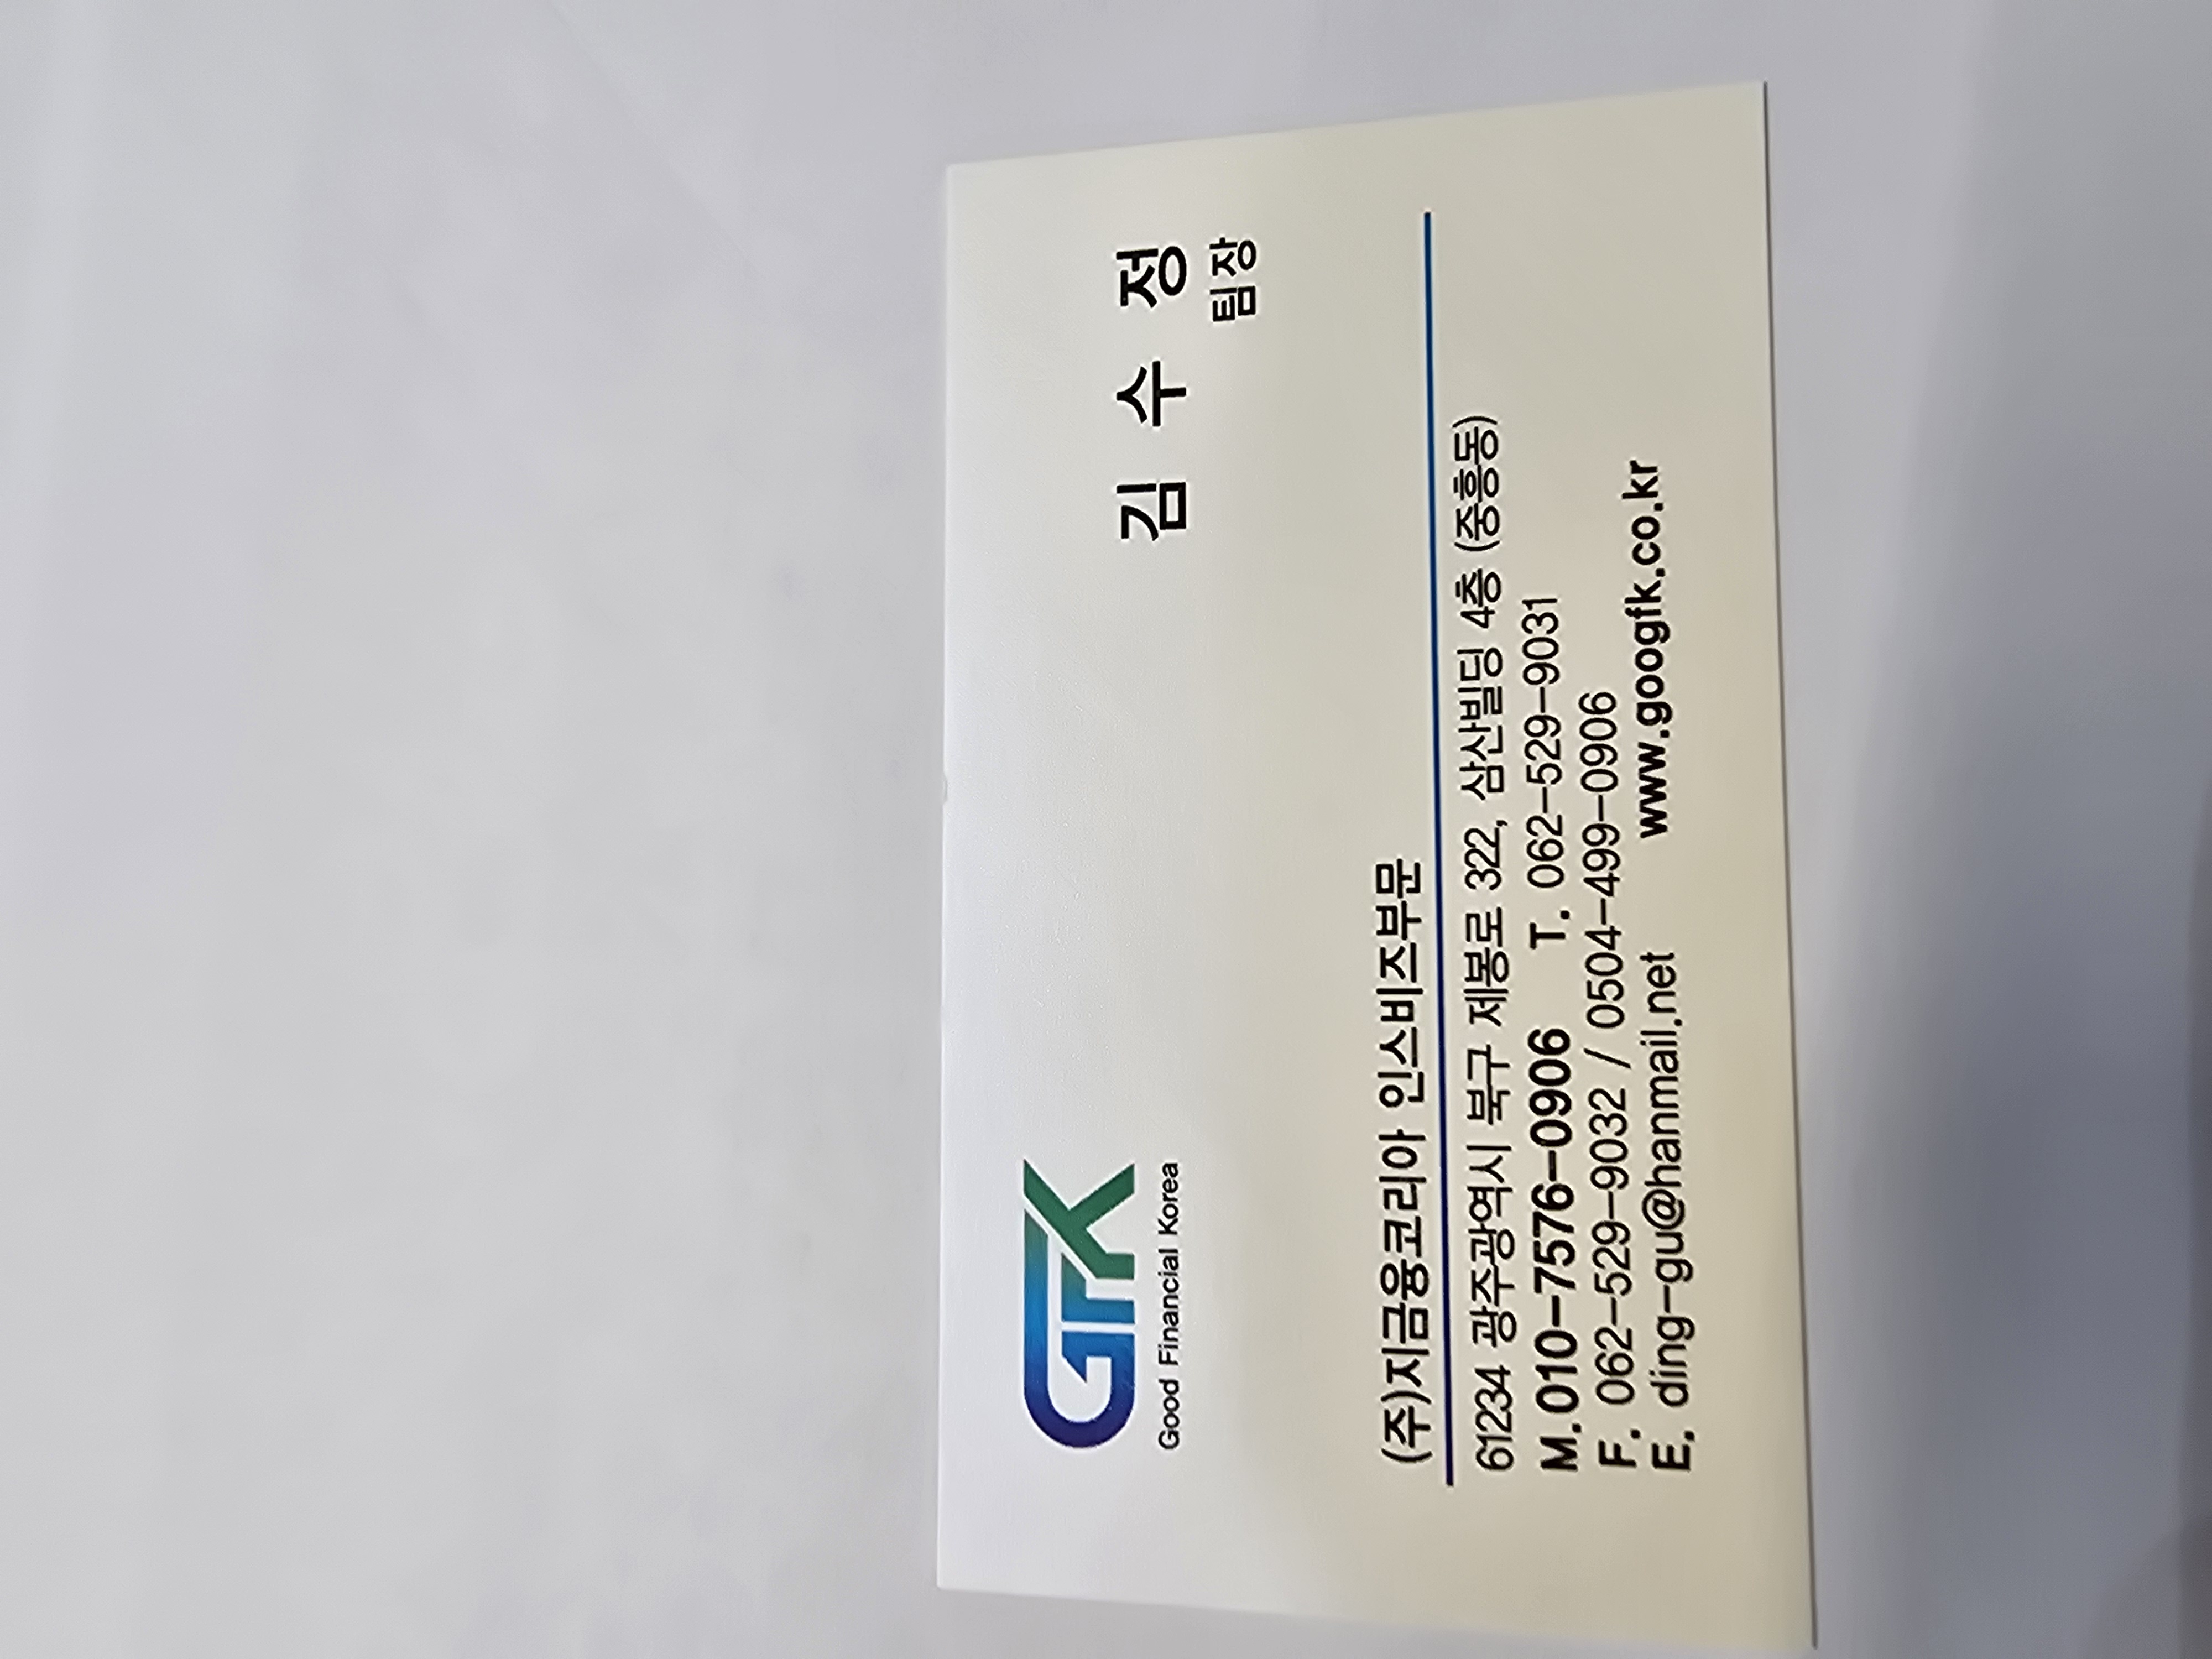 GFK
Good Financial Korea
김 수 정
팀장
(주)지금융코리아 인스비즈부문
61234 광주광역시 북구 제봉로 322, 삼산빌딩 4층 (중흥동)
M.010-7576-0906 T. 062-529-9031
F. 062-529-9032 / 0504-499-0906
E. ding-gu@hanmail.net www.googfk.co.kr